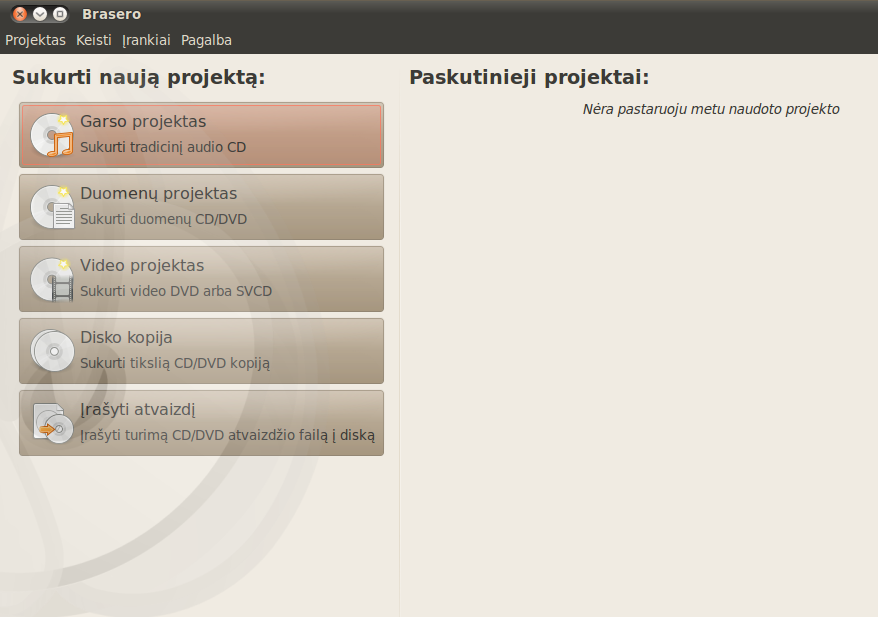 Brasero
Projektas Keisti Įrankiai Pagalba
Sukurti naują projektą:
Garso projektas
Sukurti tradicinį audio CD
Duomenų projektas
Sukurti duomenų CD/DVD
Video projektas
Sukurti video DVD arba SVCD
Disko kopija
Sukurti tikslią CD/DVD kopiją
Įrašyti atvaizdį
Įrašyti turimą CD/DVD atvaizdžio failą į diską
Paskutinieji projektai:
Nėra pastaruoju metu naudoto projekto